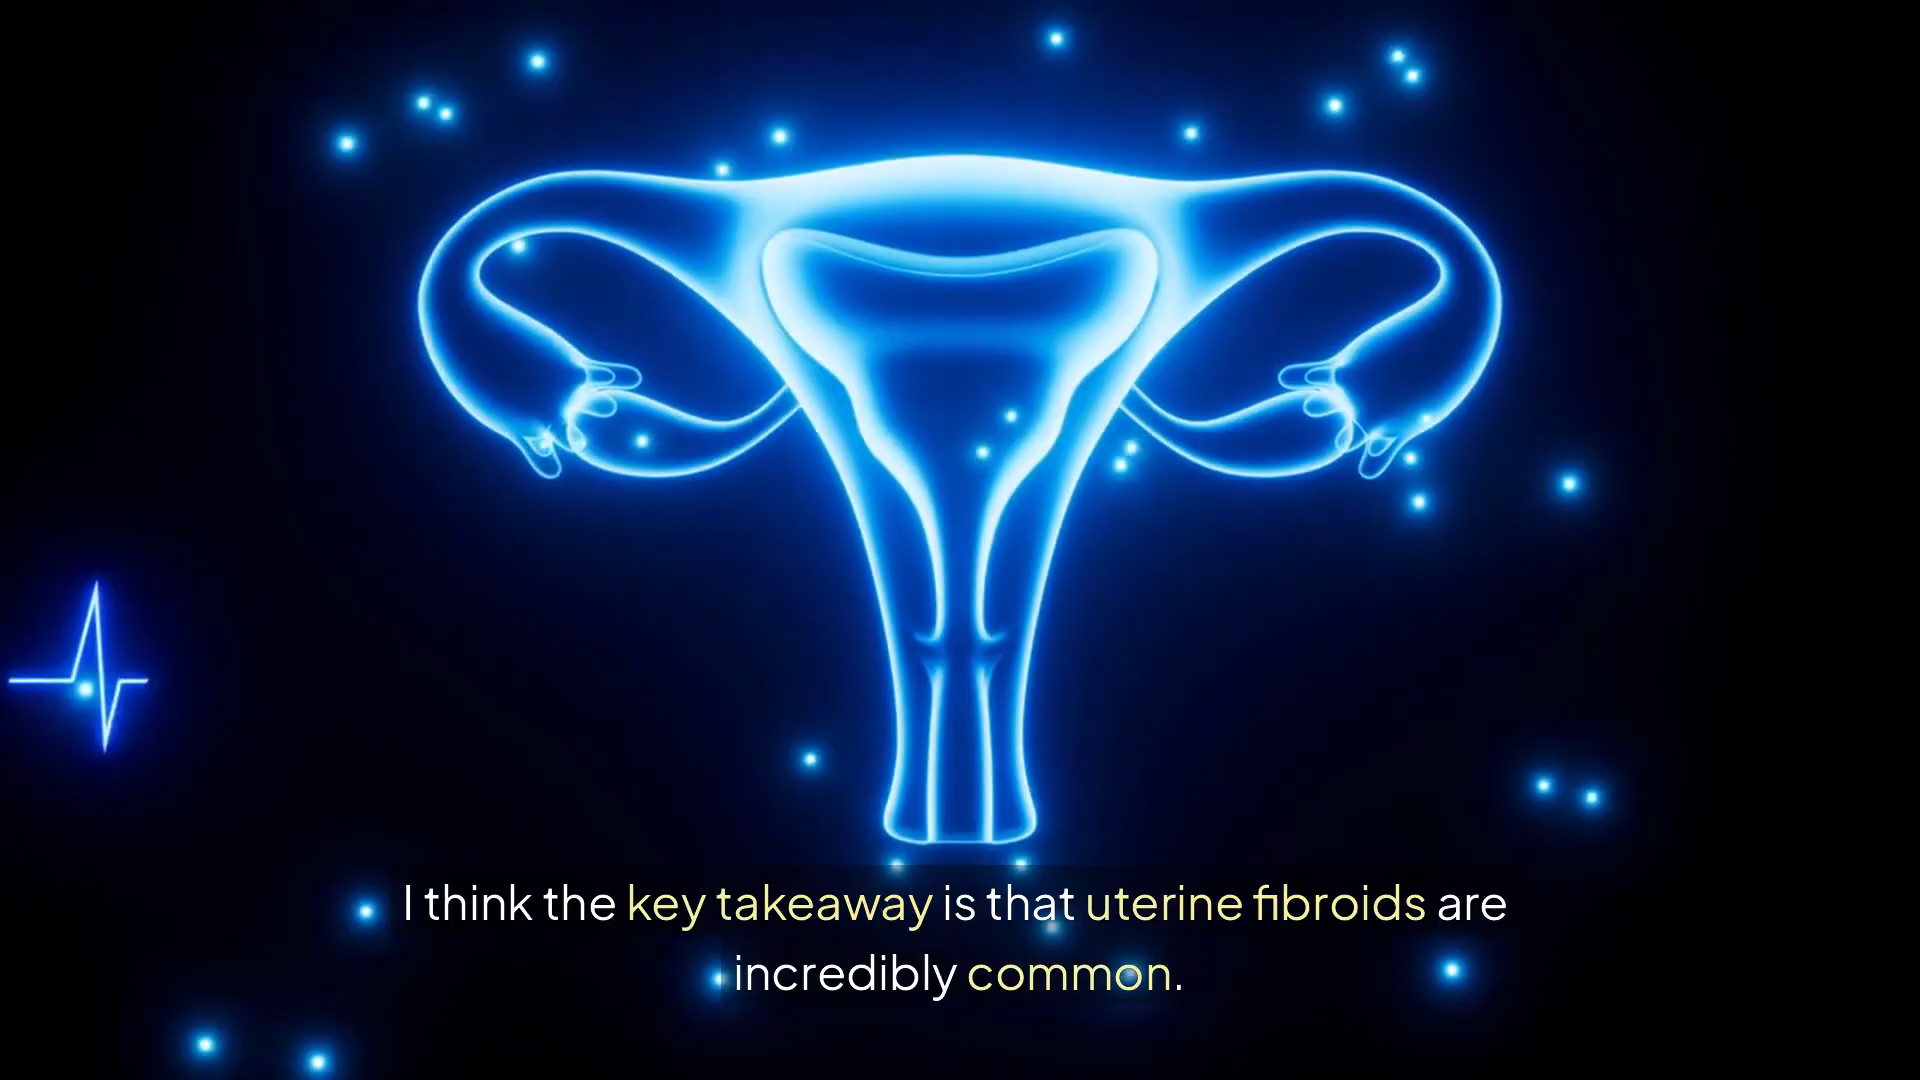 I think the key takeaway is that uterine fibroids are
incredibly common.